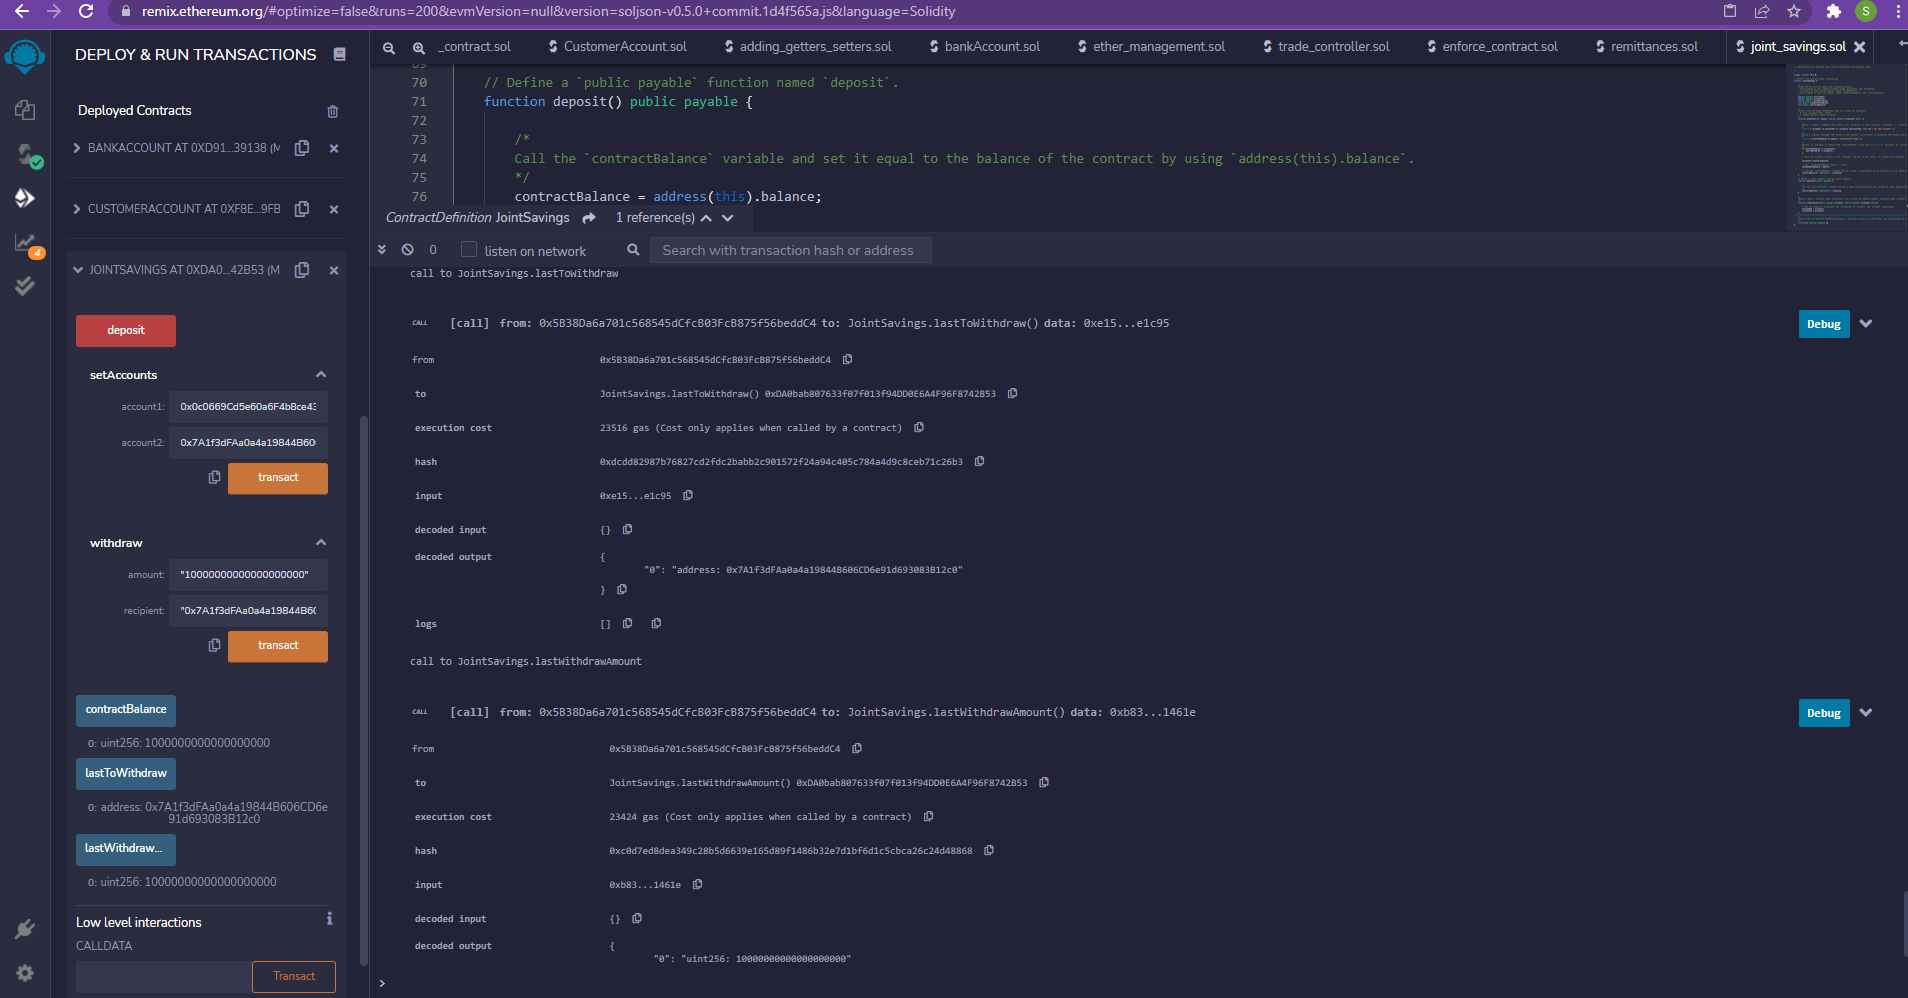 remix.ethereum.org/#optimize=false&runs=200&evmVersion=null&version=soljson-v0.5.0+commit.1d4f565a.js&language=Solidity
S
DEPLOY & RUN TRANSACTIONS
_contract.sol
CustomerAccount.sol
adding_getters_setters.sol
bankAccount.sol
ether_management.sol
trade_controller.sol
enforce_contract.sol
remittances.sol
joint_savings.sol
Deployed Contracts
BANKACCOUNT AT 0XD91...39138 (M
CUSTOMERACCOUNT AT 0XF8E...9FB
JOINTSAVINGS AT 0XDA0...42B53 (M
4
deposit
setAccounts
account1: 0x0c0669Cd5e60a6F4b8ce43
account2: 0x7A1f3dFAa0a4a19844B60
transact
withdraw
amount: "10000000000000000000"
recipient: "0x7A1f3dFAa0a4a19844B60
transact
contractBalance
0: uint256: 1000000000000000000
lastToWithdraw
0: address: 0x7A1f3dFAa0a4a19844B606CD6e
91d693083B12c0
lastWithdraw...
0: uint256: 10000000000000000000
Low level interactions
CALLDATA
Transact
69
70 // Define a `public payable` function named `deposit`.
71 function deposit() public payable {
72
73 /*
74 Call the `contractBalance` variable and set it equal to the balance of the contract by using `address(this).balance`.
75 */
76 contractBalance = address(this).balance;
ContractDefinition JointSavings 1 reference(s)
0 listen on network Search with transaction hash or address
call to JointSavings.lastToWithdraw
CALL [call] from: 0x5B38Da6a701c568545dCfcB03FcB875f56beddC4 to: JointSavings.lastToWithdraw() data: 0xe15...e1c95 Debug
from 0x5B38Da6a701c568545dCfcB03FcB875f56beddC4
to JointSavings.lastToWithdraw() 0xDA0bab807633f07f013f94DD0E6A4F96F8742B53
execution cost 23516 gas (Cost only applies when called by a contract)
hash 0xdcdd82987b76827cd2fdc2babb2c901572f24a94c405c784a4d9c8ceb71c26b3
input 0xe15...e1c95
decoded input {}
decoded output {
"0": "address: 0x7A1f3dFAa0a4a19844B606CD6e91d693083B12c0"
}
logs []
call to JointSavings.lastWithdrawAmount
CALL [call] from: 0x5B38Da6a701c568545dCfcB03FcB875f56beddC4 to: JointSavings.lastWithdrawAmount() data: 0xb83...1461e Debug
from 0x5B38Da6a701c568545dCfcB03FcB875f56beddC4
to JointSavings.lastWithdrawAmount() 0xDA0bab807633f07f013f94DD0E6A4F96F8742B53
execution cost 23424 gas (Cost only applies when called by a contract)
hash 0xc0d7ed8dea349c28b5d6639e165d89f1486b32e7d1bf6d1c5cbca26c24d48868
input 0xb83...1461e
decoded input {}
decoded output {
"0": "uint256: 10000000000000000000"
>